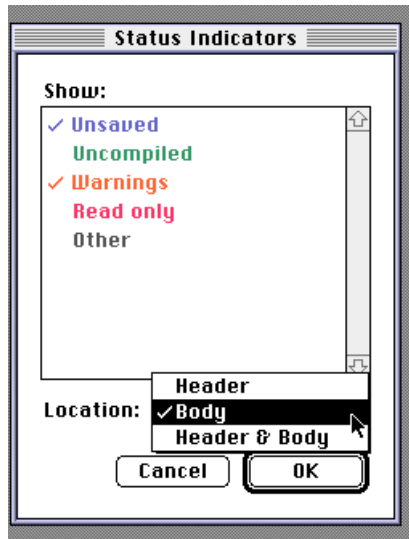 Status Indicators
Show:
✓ Unsaved
Uncompiled
✓ Warnings
Read only
Other
Header
Location: ✓Body
Header & Body
Cancel OK